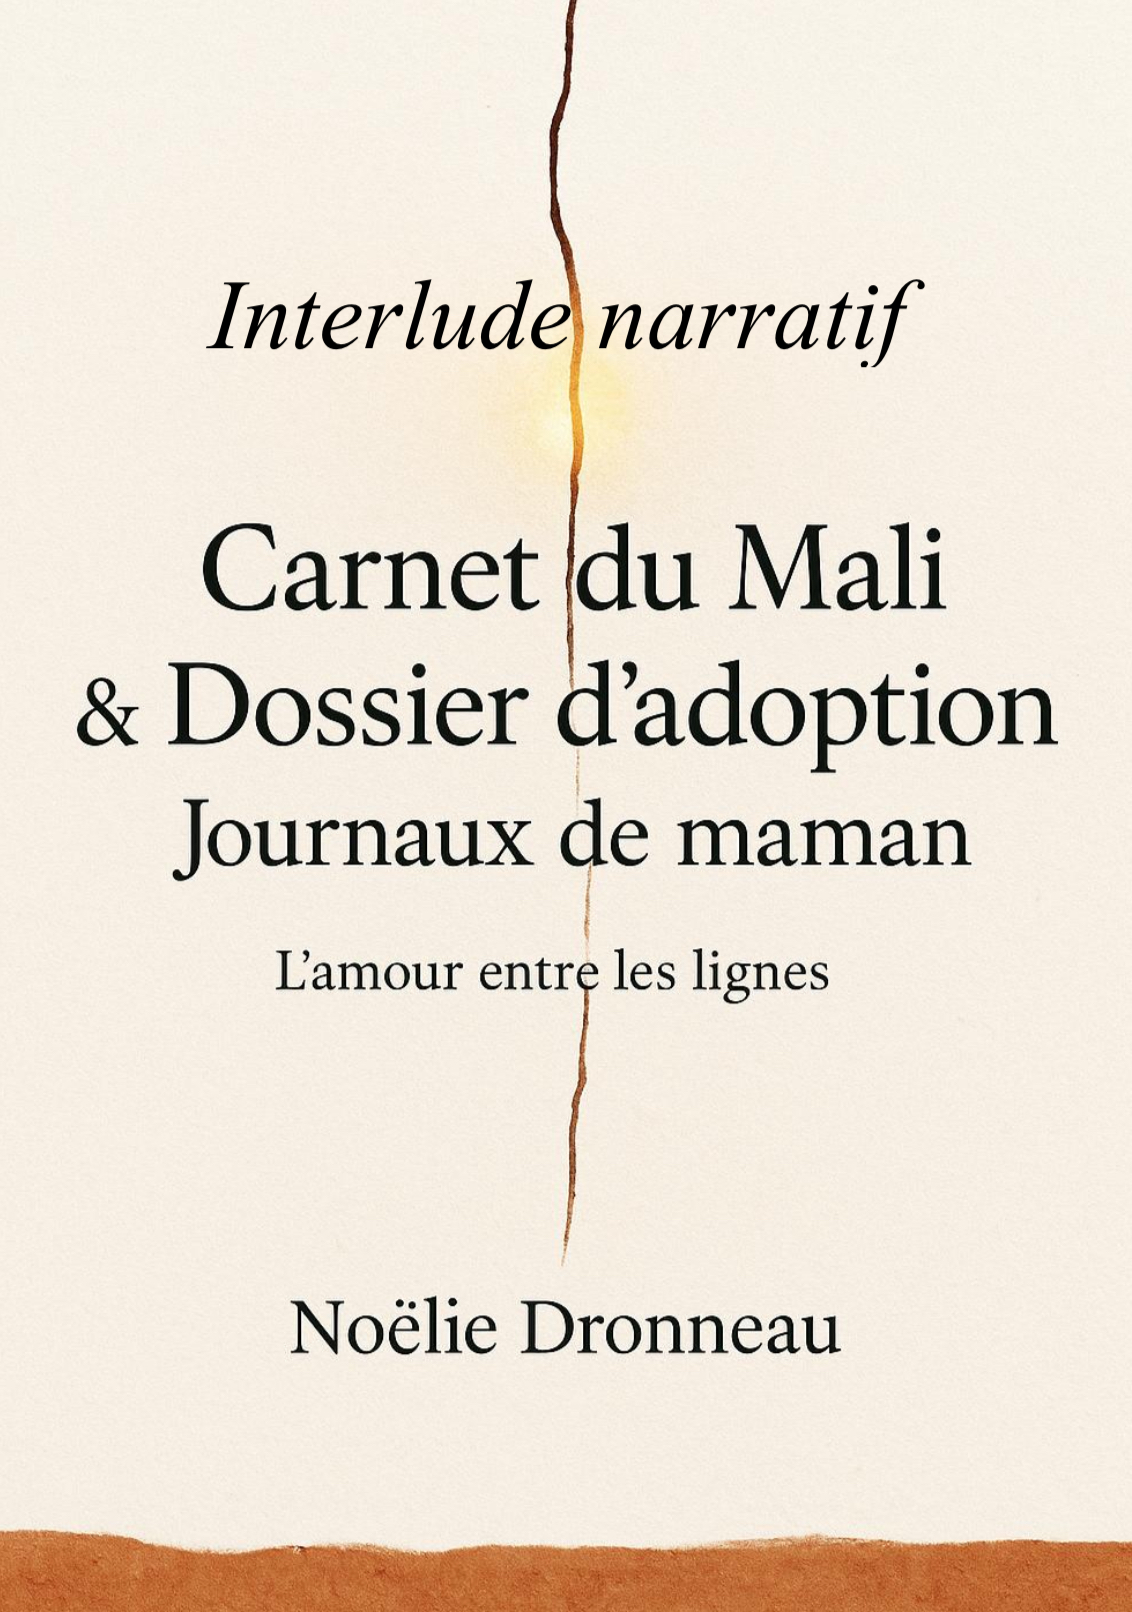 Interlude narratif
Carnet du Mali
& Dossier d’adoption
Journaux de maman
L’amour entre les lignes
Noëlie Dronneau